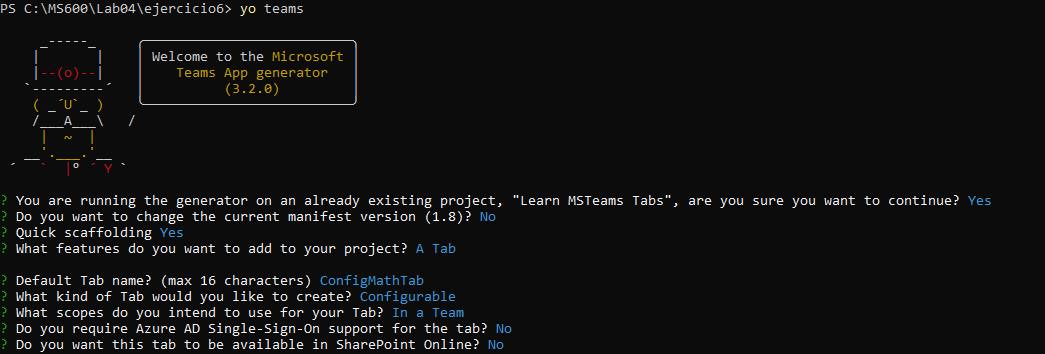 PS C:\MS600\Lab04\ejercicio6> yo teams
Welcome to the Microsoft
Teams App generator
(3.2.0)
? You are running the generator on an already existing project, "Learn MSTeams Tabs", are you sure you want to continue? Yes
? Do you want to change the current manifest version (1.8)? No
? Quick scaffolding Yes
? What features do you want to add to your project? A Tab
? Default Tab name? (max 16 characters) ConfigMathTab
? What kind of Tab would you like to create? Configurable
? What scopes do you intend to use for your Tab? In a Team
? Do you require Azure AD Single-Sign-On support for the tab? No
? Do you want this tab to be available in SharePoint Online? No